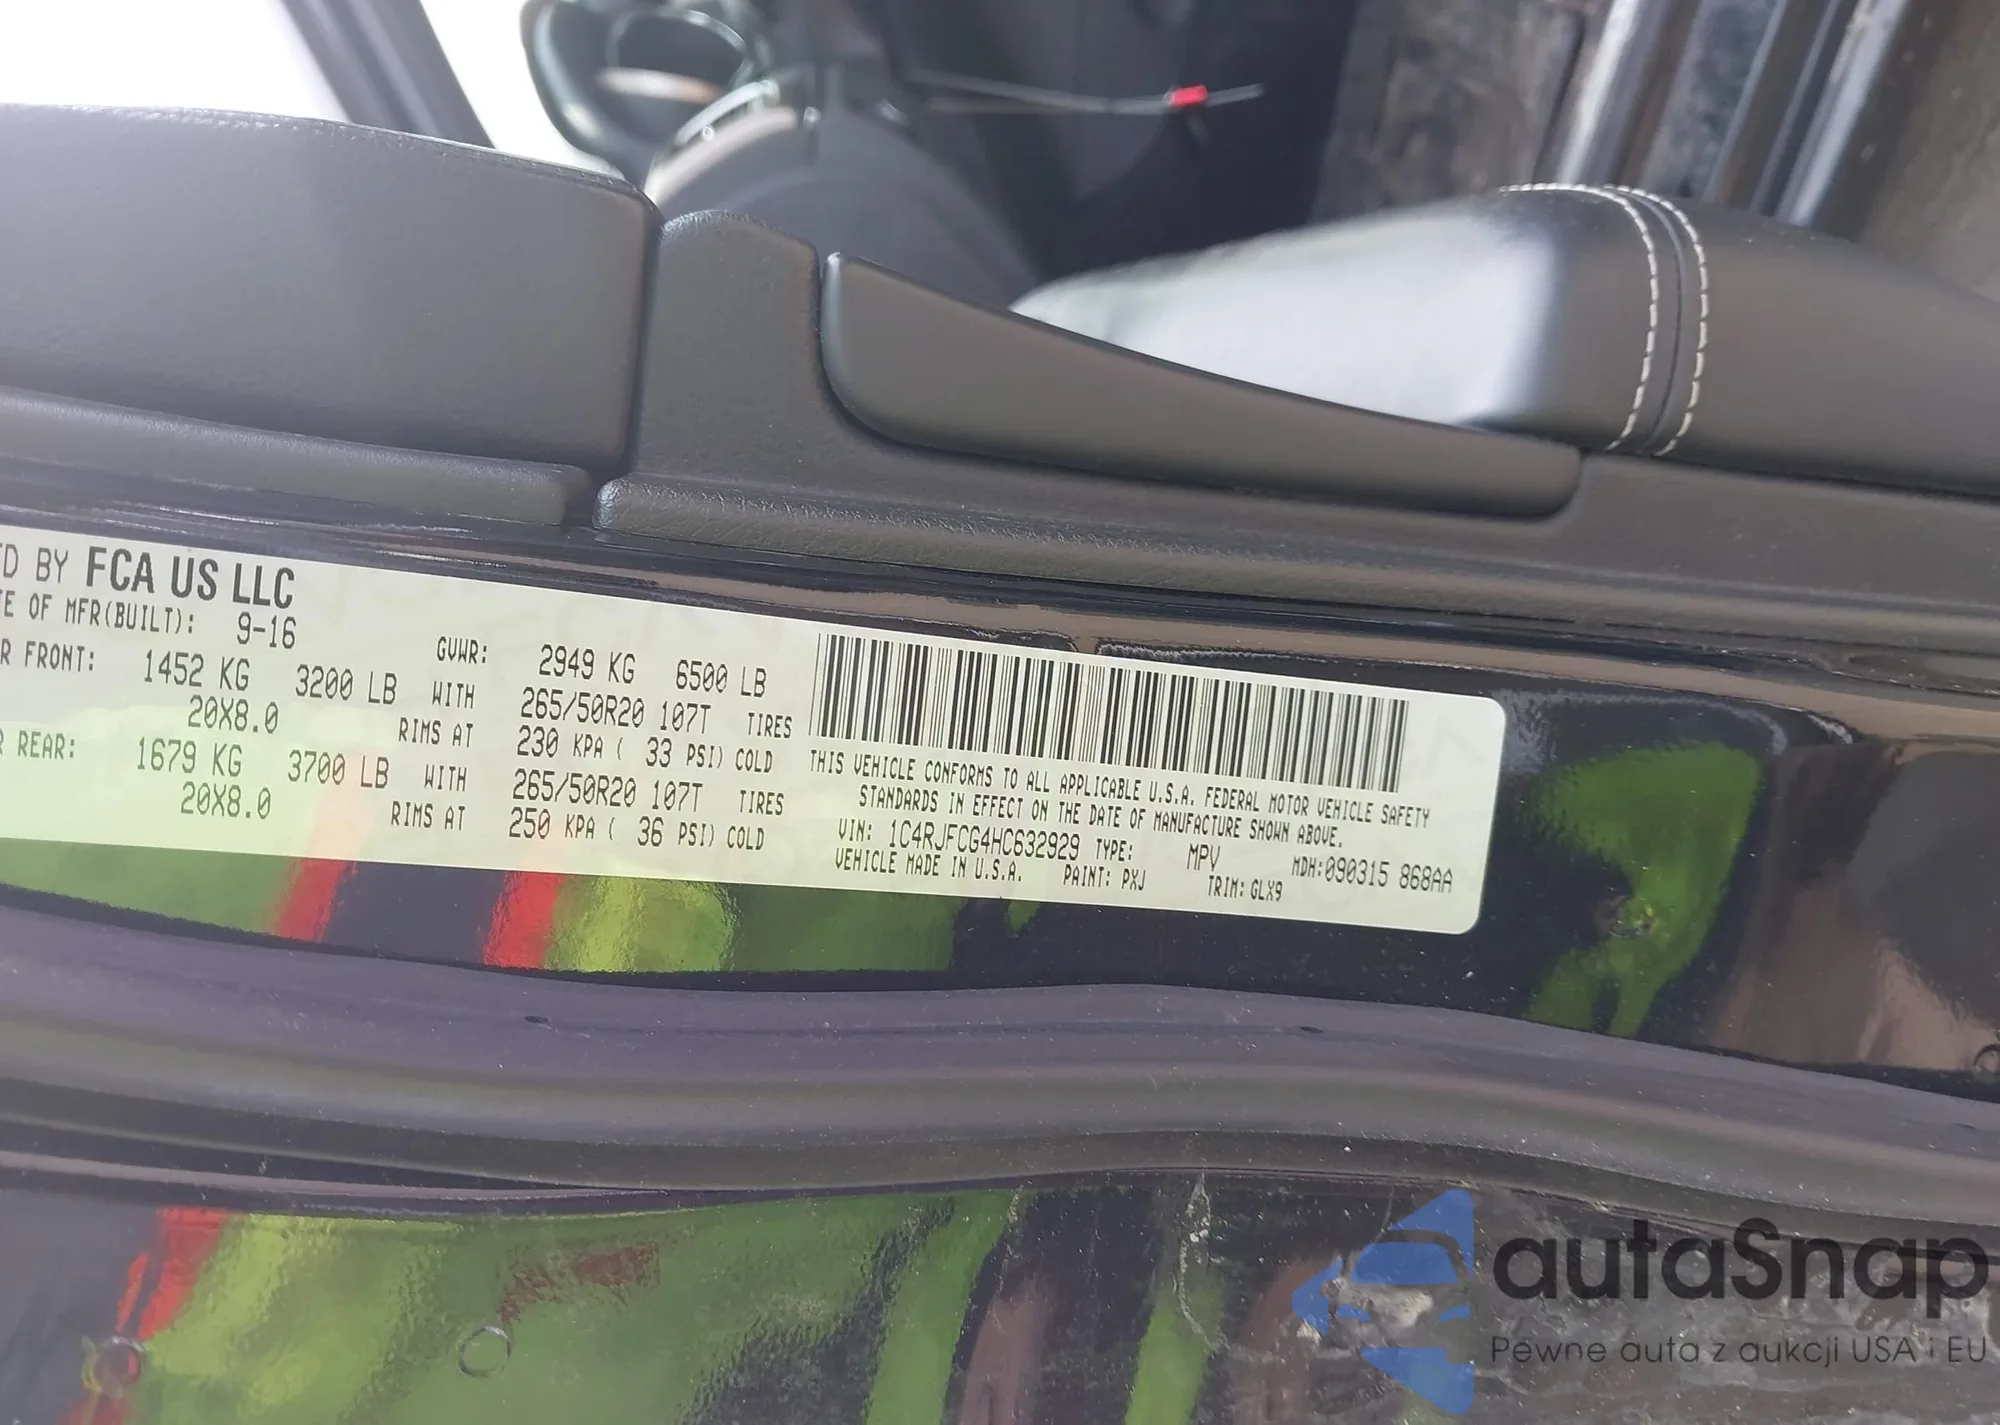 D BY FCA US LLC
TE OF MFR(BUILT): 9-16
GVWR: 2949 KG 6500 LB
R FRONT: 1452 KG 3200 LB WITH 265/50R20 107T TIRES
20X8.0 RIMS AT 230 KPA ( 33 PSI) COLD
R REAR: 1679 KG 3700 LB WITH 265/50R20 107T TIRES
20X8.0 RIMS AT 250 KPA ( 36 PSI) COLD
THIS VEHICLE CONFORMS TO ALL APPLICABLE U.S.A. FEDERAL MOTOR VEHICLE SAFETY
STANDARDS IN EFFECT ON THE DATE OF MANUFACTURE SHOWN ABOVE.
VIN: 1C4RJFCG4HC632929 TYPE: MPV MDH:090315 868AA
VEHICLE MADE IN U.S.A. PAINT: PXJ TRIM: GLX9
autaSnap
Pewne auta z aukcji USA i EU